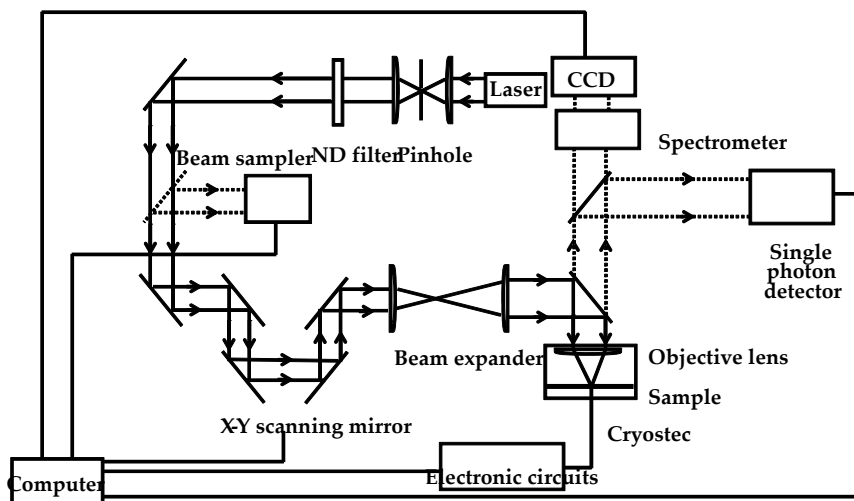 CCD
Laser
Spectrometer
ND filter
Pinhole
Beam sampler
Single
photon
detector
Beam expander
Objective lens
Sample
X-Y scanning mirror
Cryostec
Electronic circuits
Computer